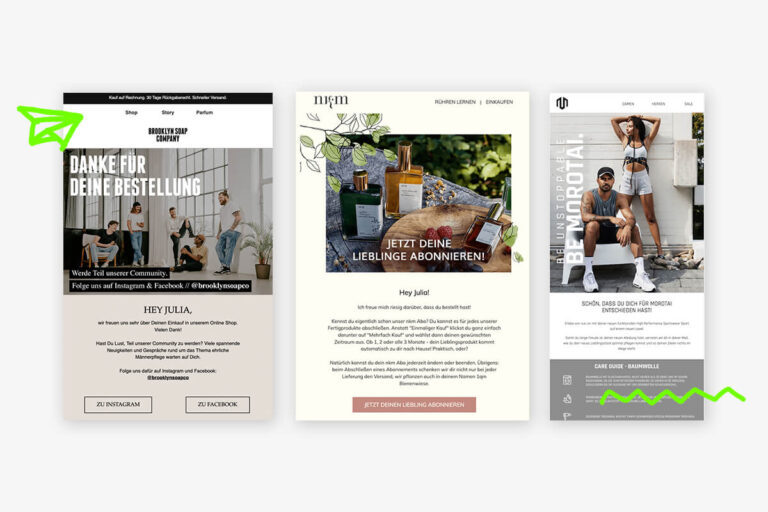 Kauf auf Rechnung. 30 Tage Rückgaberecht. Schneller Versand.
Shop Story Parfum
BROOKLYN SOAP
COMPANY
DANKE FÜR
DEINE BESTELLUNG
Werde Teil unserer Community.
Folge uns auf Instagram & Facebook // @brooklynsoapco
HEY JULIA,
wir freuen uns sehr über Deinen Einkauf in unserem Online Shop.
Vielen Dank!
Hast Du Lust, Teil unserer Community zu werden? Viele spannende
Neuigkeiten und Gespräche rund um das Thema ehrliche
Männerpflege warten auf Dich.
Folge uns dafür auf Instagram und Facebook:
@brooklynsoapco
ZU INSTAGRAM ZU FACEBOOK
RÜHREN LERNEN | EINKAUFEN
JETZT DEINE
LIEBLINGE ABONNIEREN!
Hey Julia!
Ich freue mich riesig darüber, dass du bestellt hast!
Kennst du eigentlich schon unser nkm Abo? Du kannst es für jedes unserer
Fertigprodukte abschließen. Anstatt "Einmaliger Kauf" klickst du ganz einfach
darunter auf "Mehrfach Kauf" und wählst dann deinen gewünschten
Zeitraum aus. Ob 1, 2 oder alle 3 Monate - dein Lieblingsprodukt kommt
automatisch zu dir nach Hause! Praktisch, oder?
Natürlich kannst du dein nkm Abo jederzeit ändern oder beenden. Übrigens:
beim Abschließen eines Abonnements schenken wir dir nicht nur bei jeder
Lieferung den Versand; wir pflanzen auch in deinem Namen 1qm
Bienenwiese.
JETZT DEINEN LIEBLING ABONNIEREN
DAMEN HERREN SALE
BE UNSTOPPABLE
BE MOROTAI.
SCHÖN, DASS DU DICH FÜR MOROTAI
ENTSCHIEDEN HAST!
CARE GUIDE - BAUMWOLLE